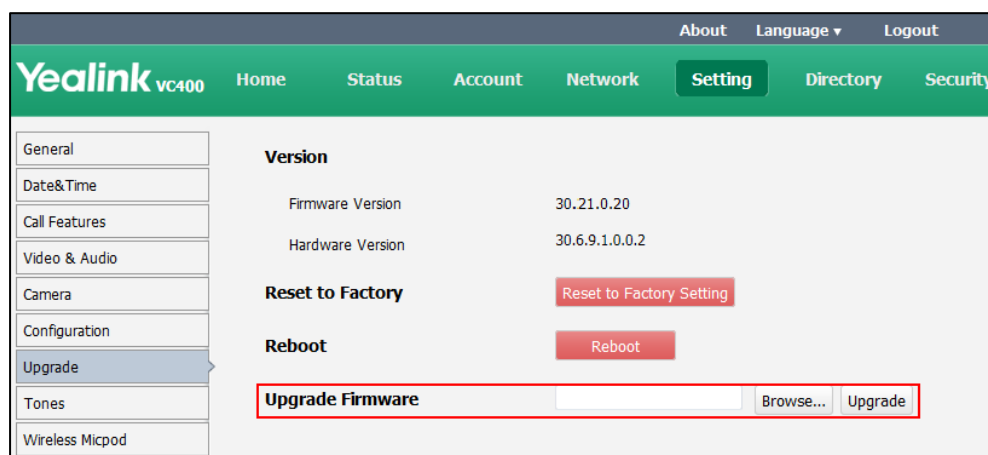 About Language ▾ Logout
Yealink VC400 Home Status Account Network Setting Directory Security
General
Date&Time
Call Features
Video & Audio
Camera
Configuration
Upgrade
Tones
Wireless Micpod
Version
Firmware Version 30.21.0.20
Hardware Version 30.6.9.1.0.0.2
Reset to Factory Reset to Factory Setting
Reboot Reboot
Upgrade Firmware Browse... Upgrade